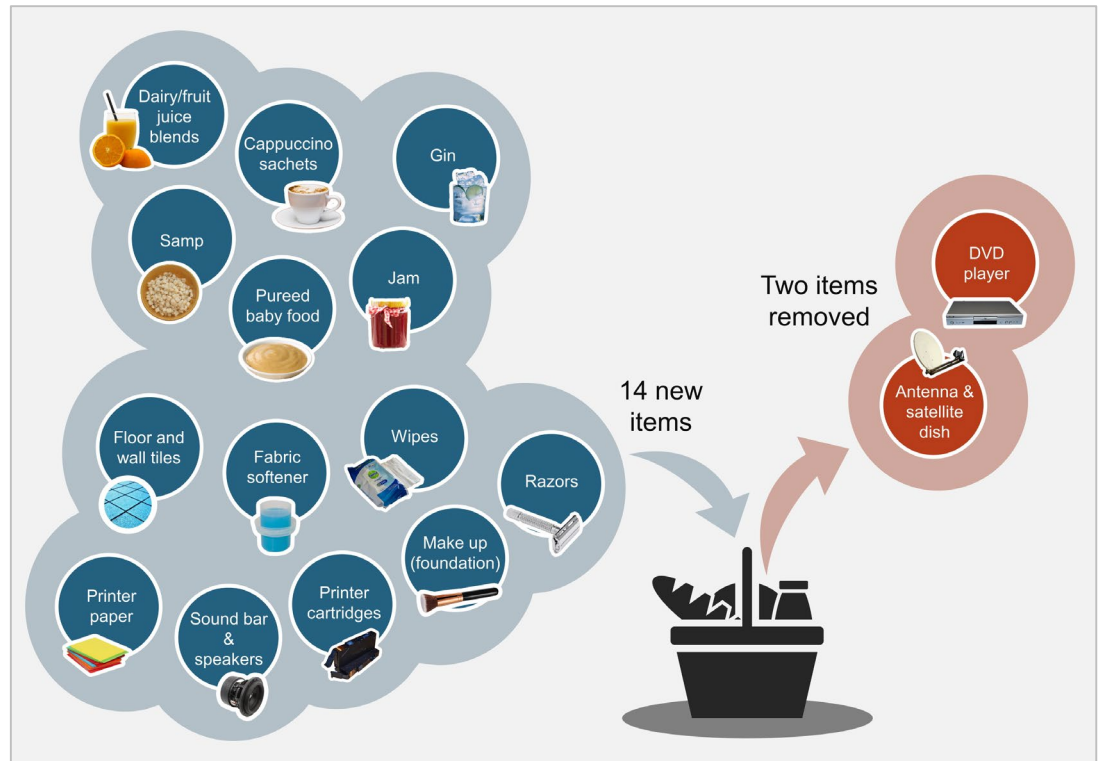 Dairy/fruit
juice
blends
Cappuccino
sachets
Gin
Samp
Pureed
baby food
Jam
Floor and
wall tiles
Fabric
softener
Wipes
Razors
Printer
paper
Sound bar
&
speakers
Printer
cartridges
Make up
(foundation)
14 new
items
Two items
removed
DVD
player
Antenna &
satellite
dish